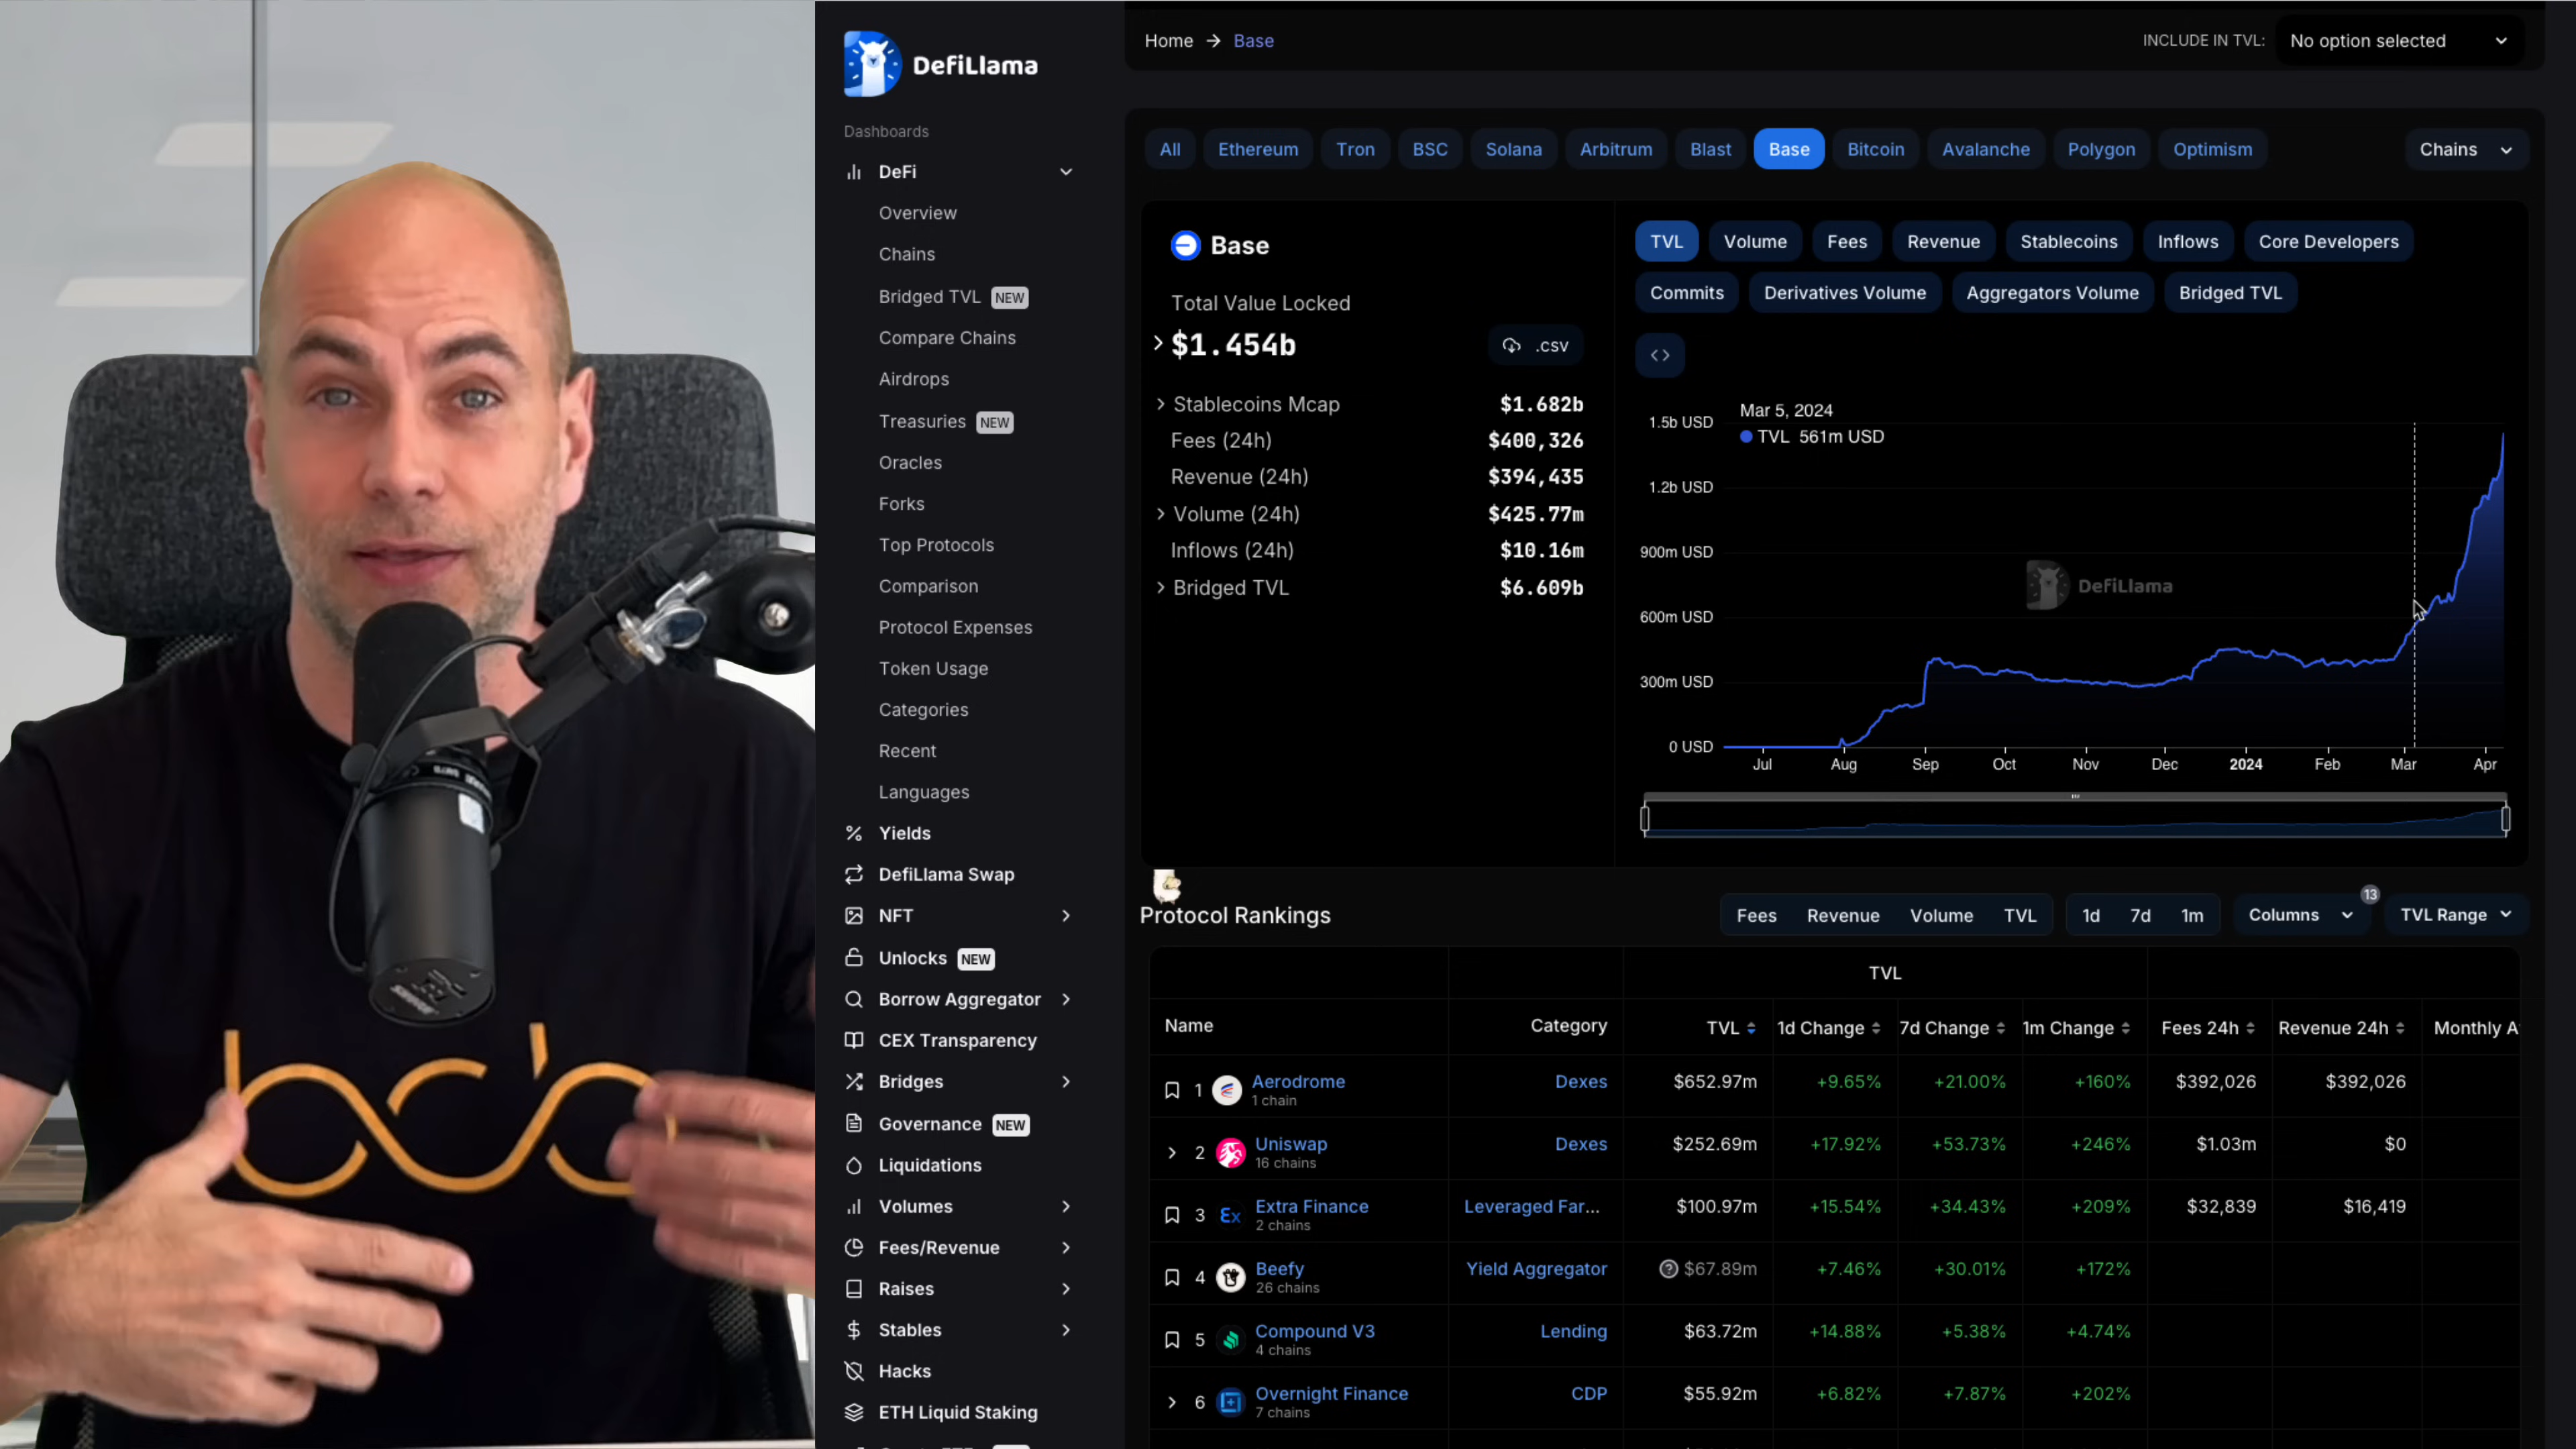 DefiLlama
Dashboards
DeFi
Overview
Chains
Bridged TVL NEW
Compare Chains
Airdrops
Treasuries NEW
Oracles
Forks
Top Protocols
Comparison
Protocol Expenses
Token Usage
Categories
Recent
Languages
Yields
DefiLlama Swap
NFT
Unlocks NEW
Borrow Aggregator
CEX Transparency
Bridges
Governance NEW
Liquidations
Volumes
Fees/Revenue
Raises
Stables
Hacks
ETH Liquid Staking
Home → Base
INCLUDE IN TVL: No option selected
All Ethereum Tron BSC Solana Arbitrum Blast Base Bitcoin Avalanche Polygon Optimism Chains
Base
Total Value Locked
$1.454b .csv
Stablecoins Mcap $1.682b
Fees (24h) $400,326
Revenue (24h) $394,435
Volume (24h) $425.77m
Inflows (24h) $10.16m
Bridged TVL $6.609b
TVL Volume Fees Revenue Stablecoins Inflows Core Developers
Commits Derivatives Volume Aggregators Volume Bridged TVL
Mar 5, 2024
TVL 561m USD
1.5b USD
1.2b USD
900m USD
600m USD
300m USD
0 USD
DefiLlama
Jul Aug Sep Oct Nov Dec 2024 Feb Mar Apr
Protocol Rankings
Fees Revenue Volume TVL 1d 7d 1m Columns 13 TVL Range
TVL
Name Category TVL 1d Change 7d Change 1m Change Fees 24h Revenue 24h Monthly A
1 Aerodrome Dexes $652.97m +9.65% +21.00% +160% $392,026 $392,026
1 chain
2 Uniswap Dexes $252.69m +17.92% +53.73% +246% $1.03m $0
16 chains
3 Extra Finance Leveraged Far... $100.97m +15.54% +34.43% +209% $32,839 $16,419
2 chains
4 Beefy Yield Aggregator $67.89m +7.46% +30.01% +172%
26 chains
5 Compound V3 Lending $63.72m +14.88% +5.38% +4.74%
4 chains
6 Overnight Finance CDP $55.92m +6.82% +7.87% +202%
7 chains